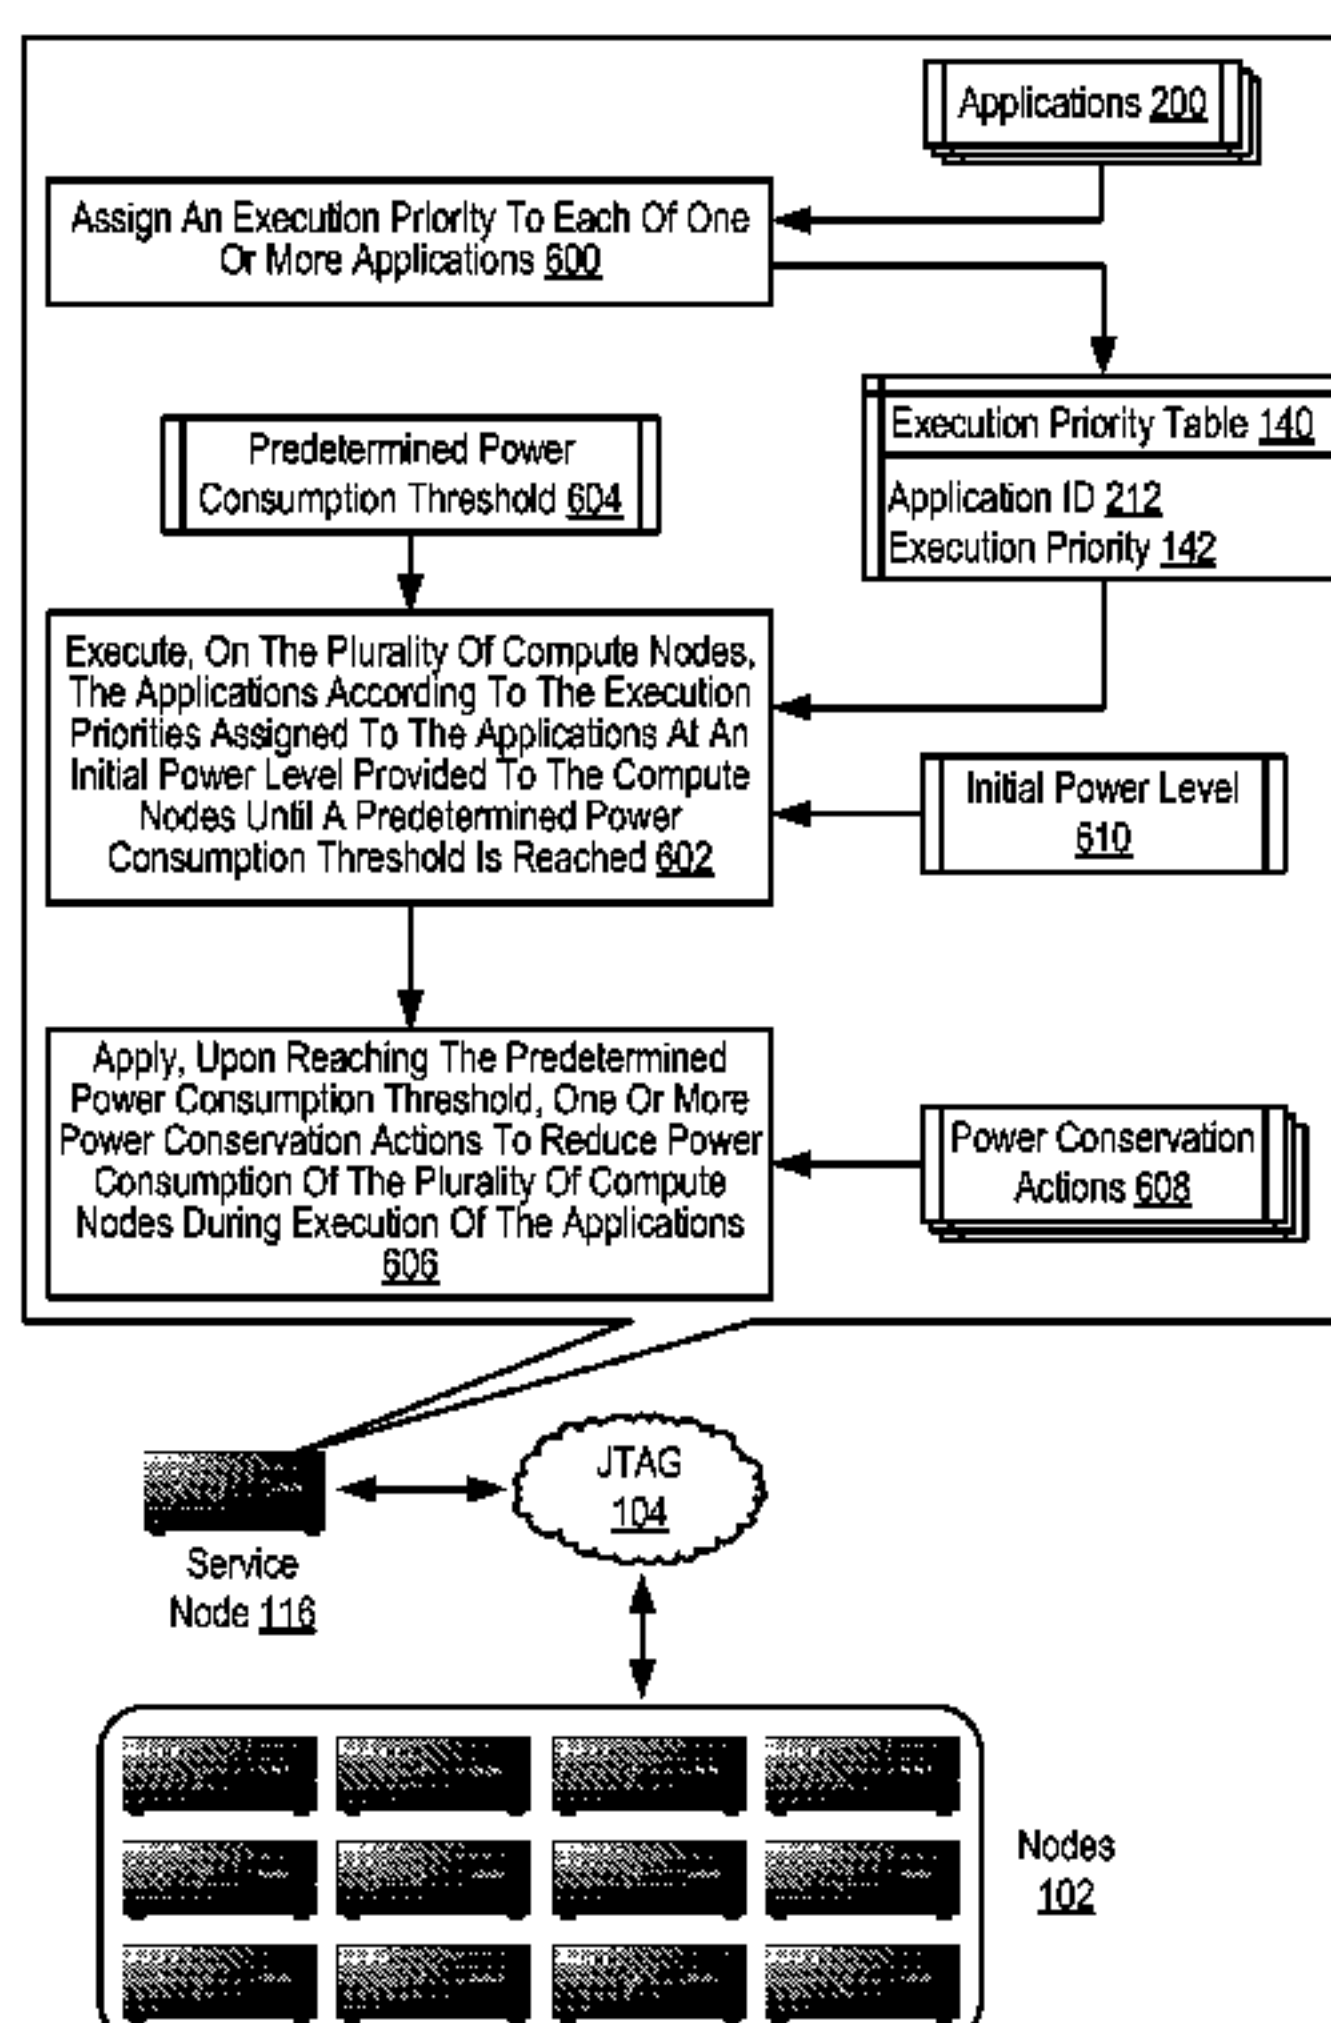 Applications 200
Assign An Execution Priority To Each Of One
Or More Applications 600
Execution Priority Table 140
Application ID 212
Execution Priority 142
Predetermined Power
Consumption Threshold 604
Execute, On The Plurality Of Compute Nodes,
The Applications According To The Execution
Priorities Assigned To The Applications At An
Initial Power Level Provided To The Compute
Nodes Until A Predetermined Power
Consumption Threshold Is Reached 602
Initial Power Level
610
Apply, Upon Reaching The Predetermined
Power Consumption Threshold, One Or More
Power Conservation Actions To Reduce Power
Consumption Of The Plurality Of Compute
Nodes During Execution Of The Applications
606
Power Conservation
Actions 608
JTAG
104
Service
Node 116
Nodes
102